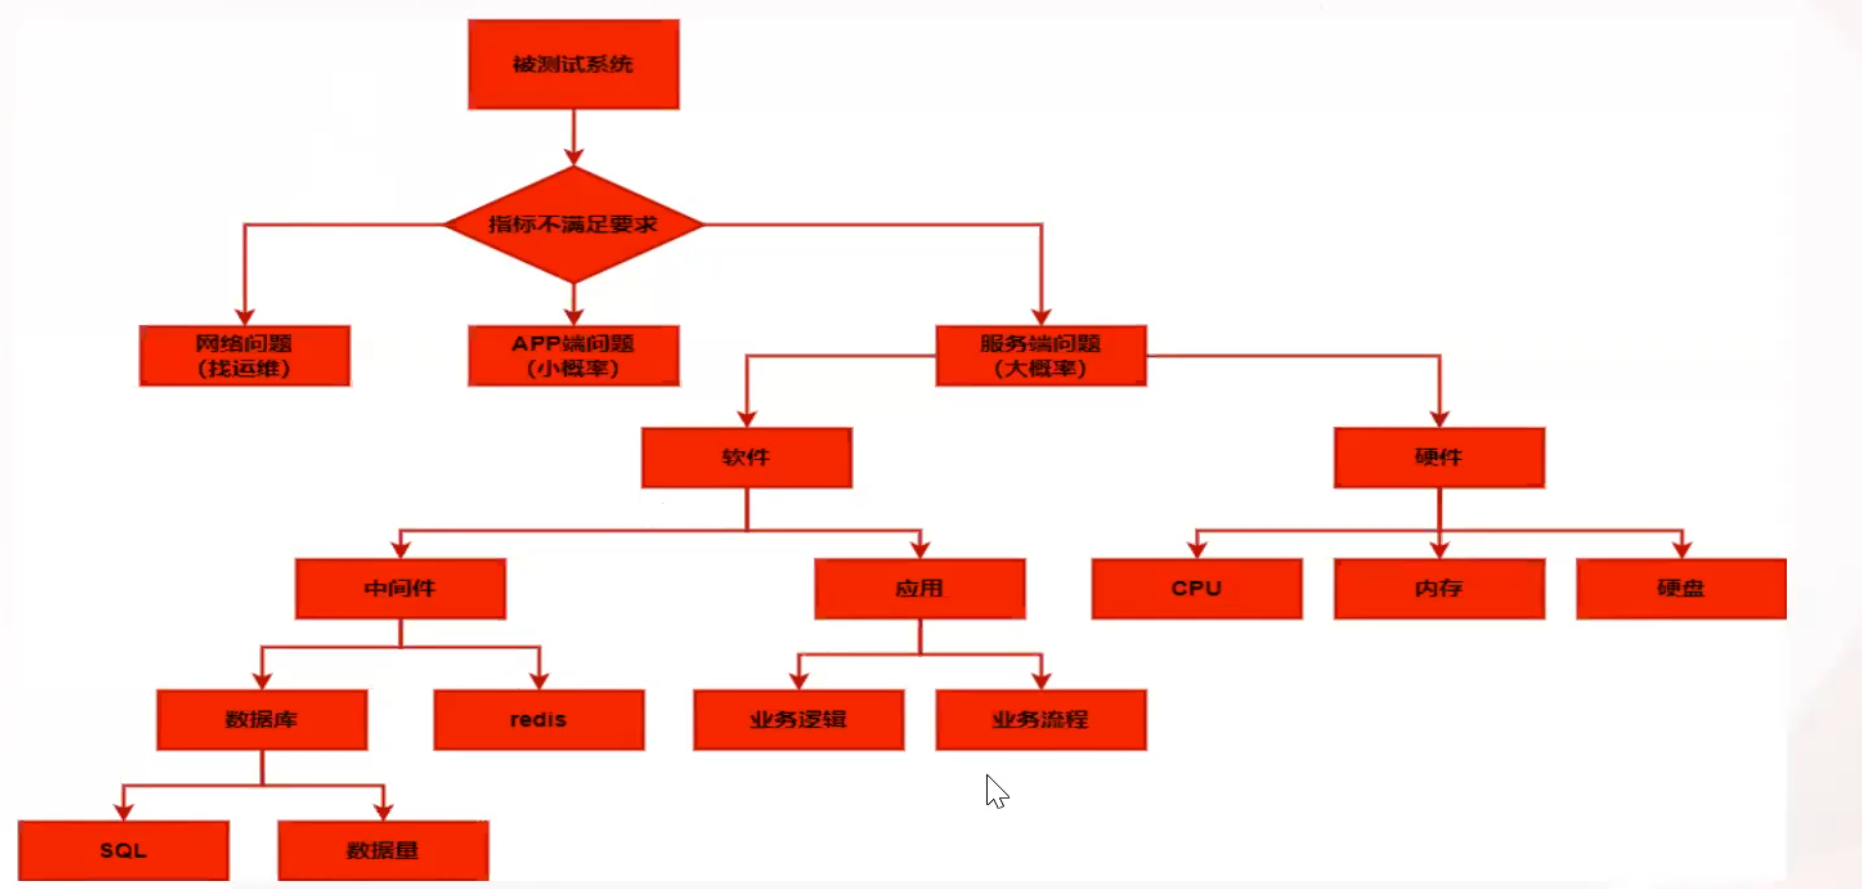 被测试系统
指标不满足要求
网络问题
(找运维)
APP端问题
(小概率)
服务端问题
(大概率)
软件
硬件
中间件
应用
CPU
内存
硬盘
数据库
redis
业务逻辑
业务流程
SQL
数据量